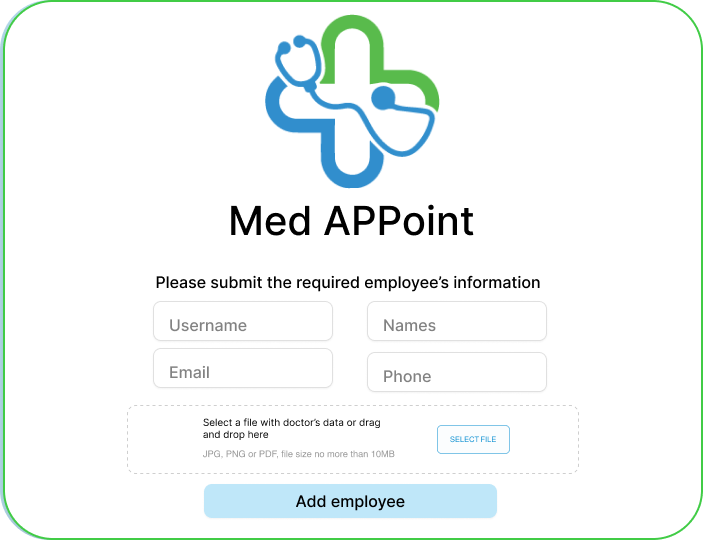 Med APPoint
Please submit the required employee’s information
Username
Names
Email
Phone
Select a file with doctor’s data or drag
and drop here
JPG, PNG or PDF, file size no more than 10MB
SELECT FILE
Add employee